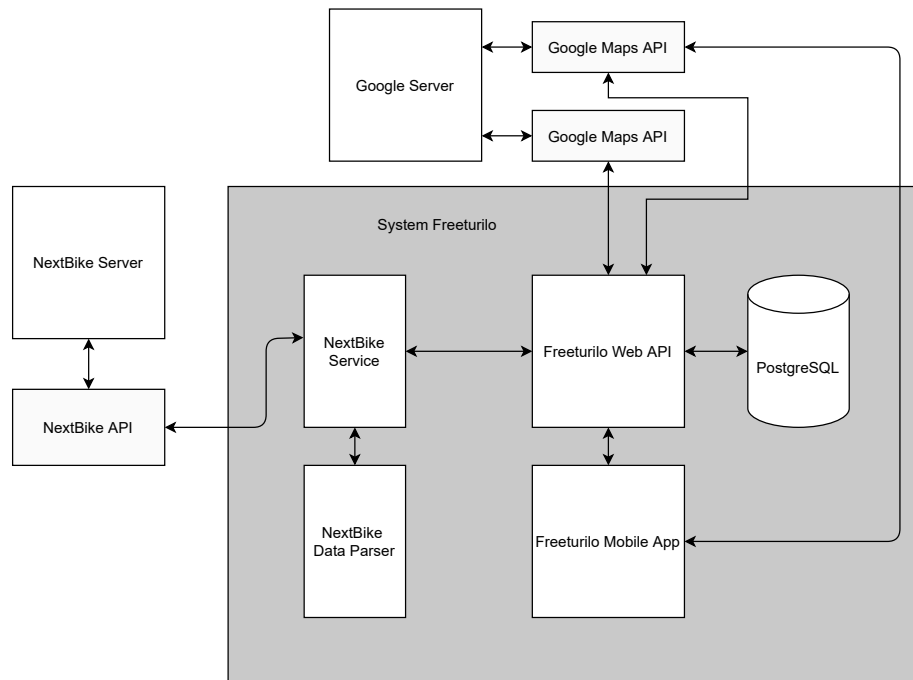 Google Maps API
Google Server
Google Maps API
System Freeturilo
NextBike Server
NextBike
Service
Freeturilo Web API
PostgreSQL
NextBike API
NextBike
Data Parser
Freeturilo Mobile App